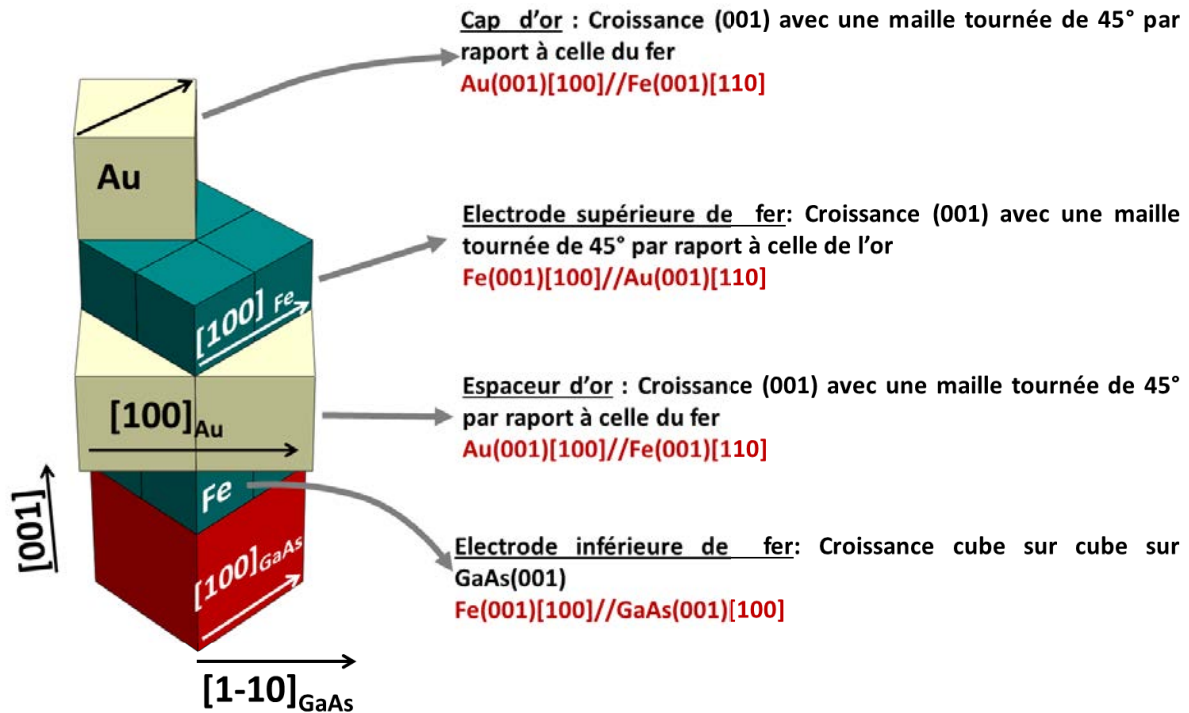 Cap d'or : Croissance (001) avec une maille tournée de 45° par
raport à celle du fer
Au(001)[100]//Fe(001)[110]
Au
Electrode supérieure de fer: Croissance (001) avec une maille
tournée de 45° par raport à celle de l'or
Fe(001)[100]//Au(001)[110]
[100] Fe
Espaceur d'or : Croissance (001) avec une maille tournée de 45°
par raport à celle du fer
Au(001)[100]//Fe(001)[110]
[100]Au
Fe
[001]
Electrode inférieure de fer: Croissance cube sur cube sur
GaAs(001)
Fe(001)[100]//GaAs(001)[100]
[100]GaAs
[1-10]GaAs